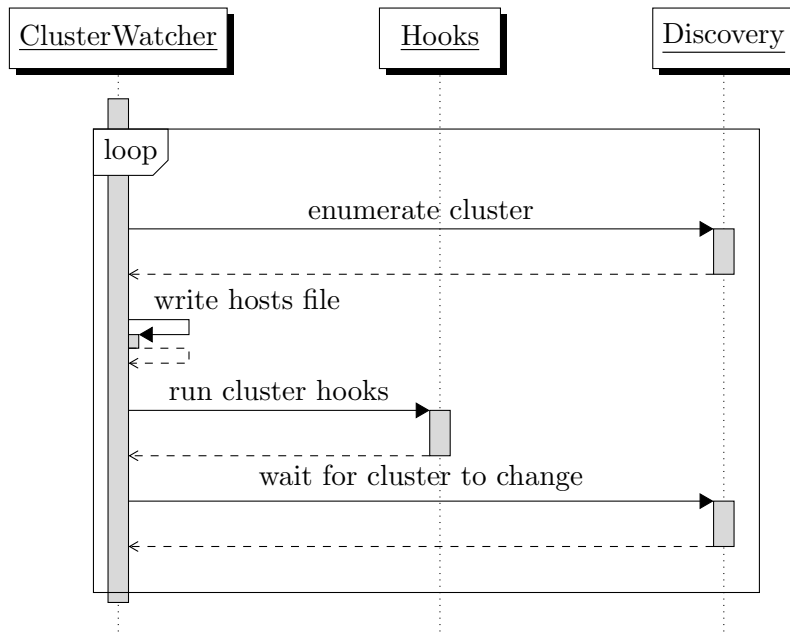 ClusterWatcher
Hooks
Discovery
loop
enumerate cluster
write hosts file
run cluster hooks
wait for cluster to change